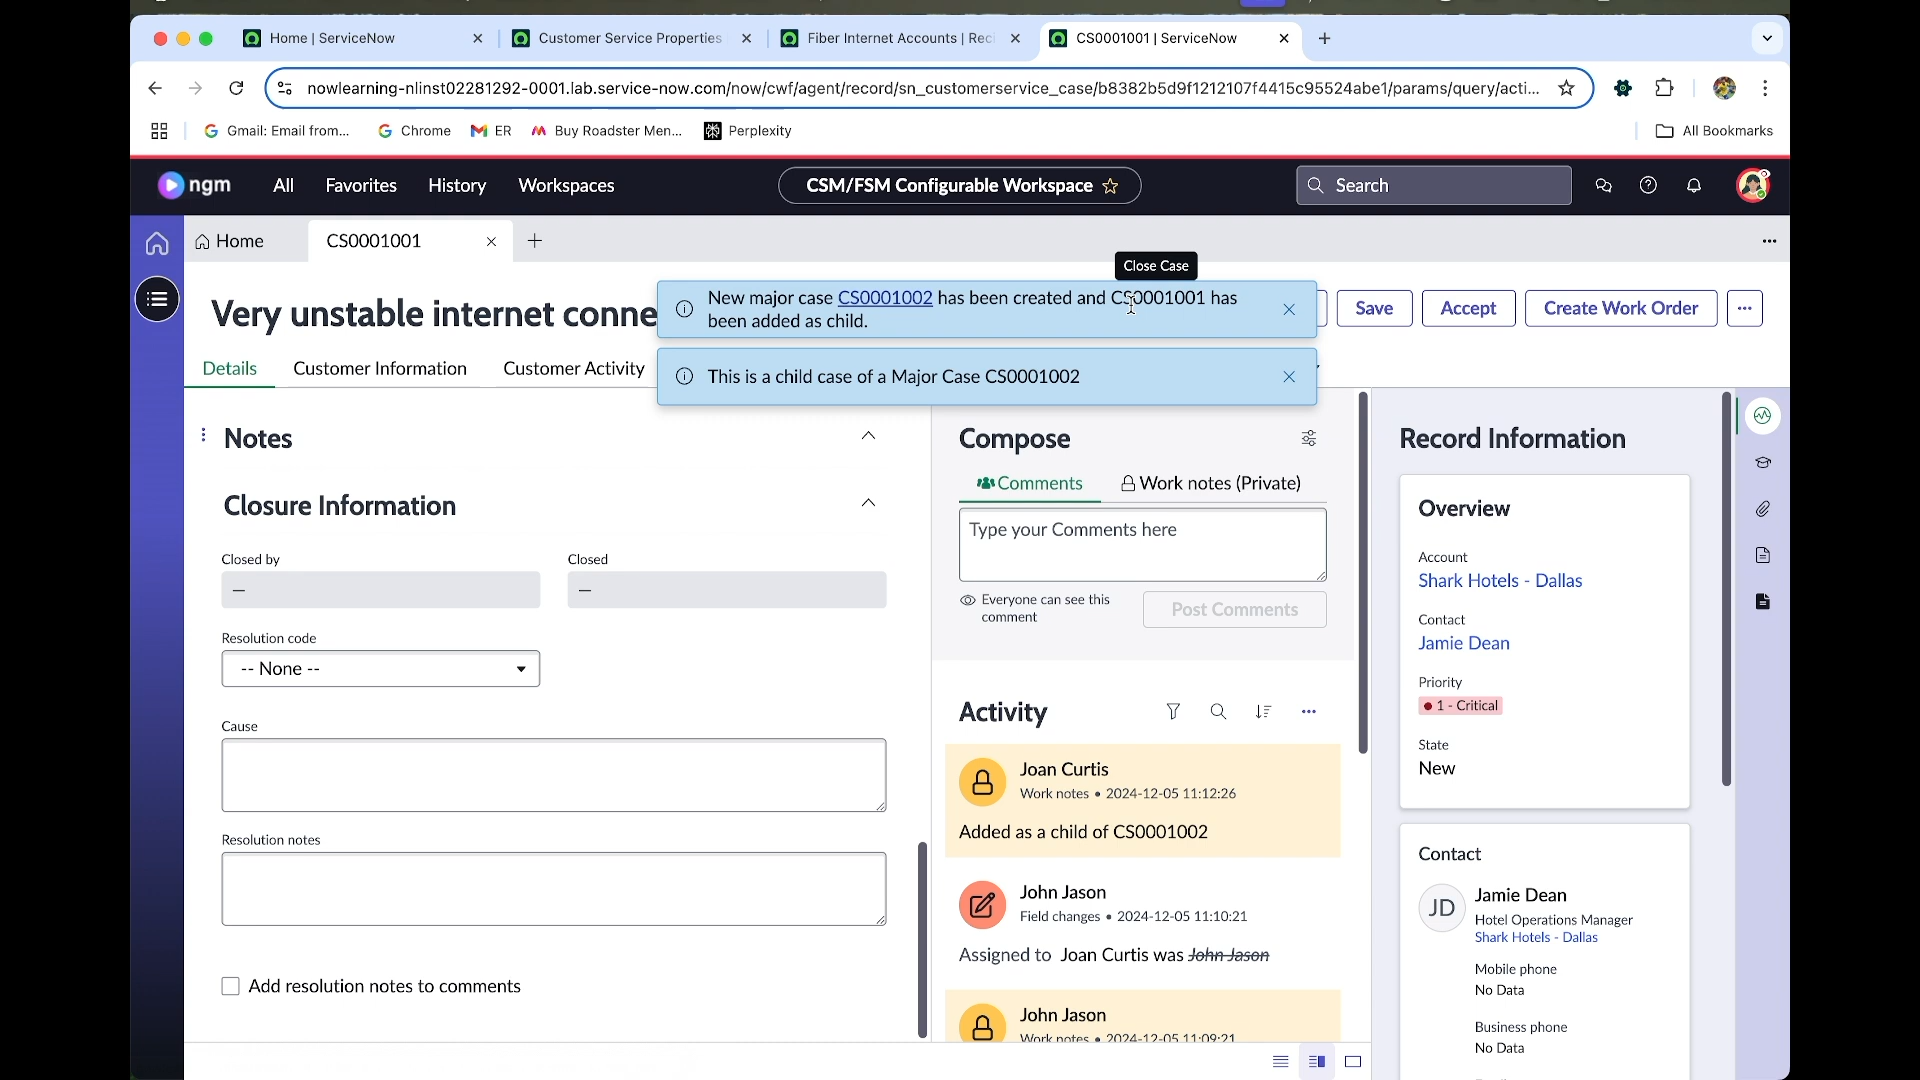 Home | ServiceNow
Customer Service Properties
Fiber Internet Accounts | Rec
CS0001001 | ServiceNow
nowlearning-nlinst02281292-0001.lab.service-now.com/now/cwf/agent/record/sn_customerservice_case/b8382b5d9f1212107f4415c95524abe1/params/query/acti...
Gmail: Email from...
Chrome
ER
Buy Roadster Men...
Perplexity
All Bookmarks
ngm
All
Favorites
History
Workspaces
CSM/FSM Configurable Workspace
Search
Home
CS0001001
Close Case
Very unstable internet conne
New major case CS0001002 has been created and CS0001001 has
been added as child.
Save
Accept
Create Work Order
Details
Customer Information
Customer Activity
This is a child case of a Major Case CS0001002
Notes
Closure Information
Closed by
Closed
—
—
Resolution code
-- None --
Cause
Resolution notes
Add resolution notes to comments
Compose
Comments
Work notes (Private)
Type your Comments here
Everyone can see this
comment
Post Comments
Activity
Joan Curtis
Work notes • 2024-12-05 11:12:26
Added as a child of CS0001002
John Jason
Field changes • 2024-12-05 11:10:21
Assigned to Joan Curtis was John Jason
John Jason
Work notes • 2024-12-05 11:09:21
Record Information
Overview
Account
Shark Hotels - Dallas
Contact
Jamie Dean
Priority
1 - Critical
State
New
Contact
JD
Jamie Dean
Hotel Operations Manager
Shark Hotels - Dallas
Mobile phone
No Data
Business phone
No Data